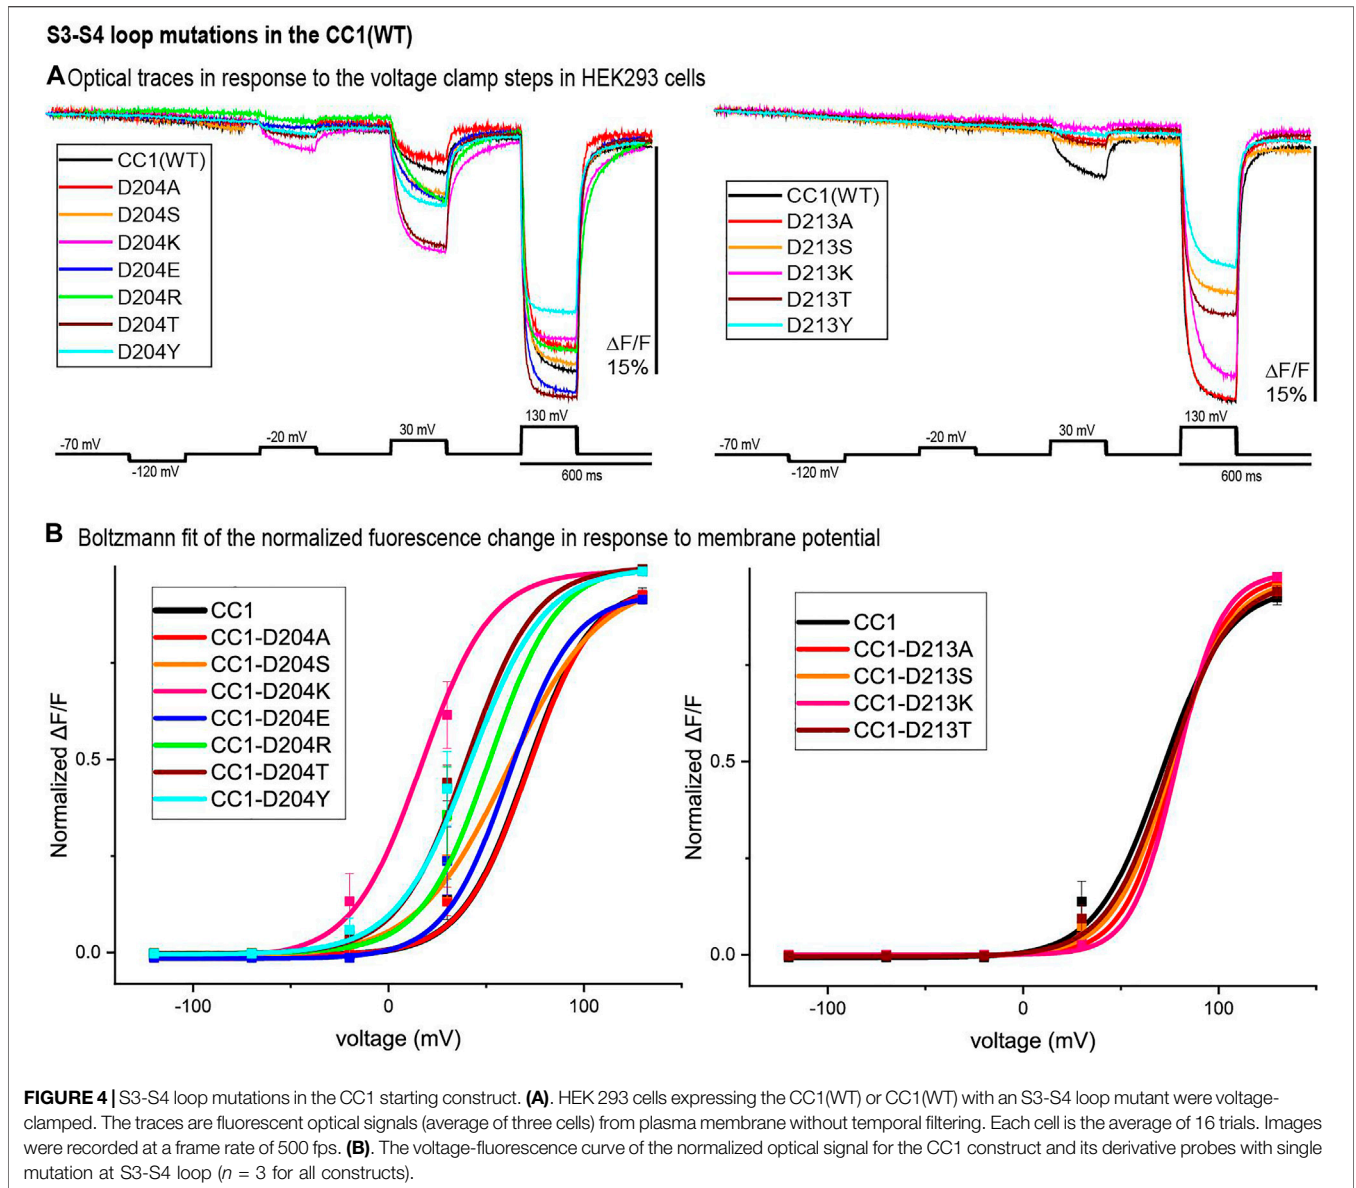 S3-S4 loop mutations in the CC1(WT)
A Optical traces in response to the voltage clamp steps in HEK293 cells
CC1(WT)
D204A
D204S
D204K
D204E
D204R
D204T
D204Y
ΔF/F
15%
-70 mV
-120 mV
-20 mV
30 mV
130 mV
600 ms
CC1(WT)
D213A
D213S
D213K
D213T
D213Y
ΔF/F
15%
-70 mV
-120 mV
-20 mV
30 mV
130 mV
600 ms
B Boltzmann fit of the normalized fuorescence change in response to membrane potential
CC1
CC1-D204A
CC1-D204S
CC1-D204K
CC1-D204E
CC1-D204R
CC1-D204T
CC1-D204Y
Normalized ΔF/F
0.5
0.0
-100
0
100
voltage (mV)
CC1
CC1-D213A
CC1-D213S
CC1-D213K
CC1-D213T
Normalized ΔF/F
0.5
0.0
-100
0
100
voltage (mV)
FIGURE 4 | S3-S4 loop mutations in the CC1 starting construct. (A). HEK 293 cells expressing the CC1(WT) or CC1(WT) with an S3-S4 loop mutant were voltage-
clamped. The traces are fluorescent optical signals (average of three cells) from plasma membrane without temporal filtering. Each cell is the average of 16 trials. Images
were recorded at a frame rate of 500 fps. (B). The voltage-fluorescence curve of the normalized optical signal for the CC1 construct and its derivative probes with single
mutation at S3-S4 loop (n = 3 for all constructs).